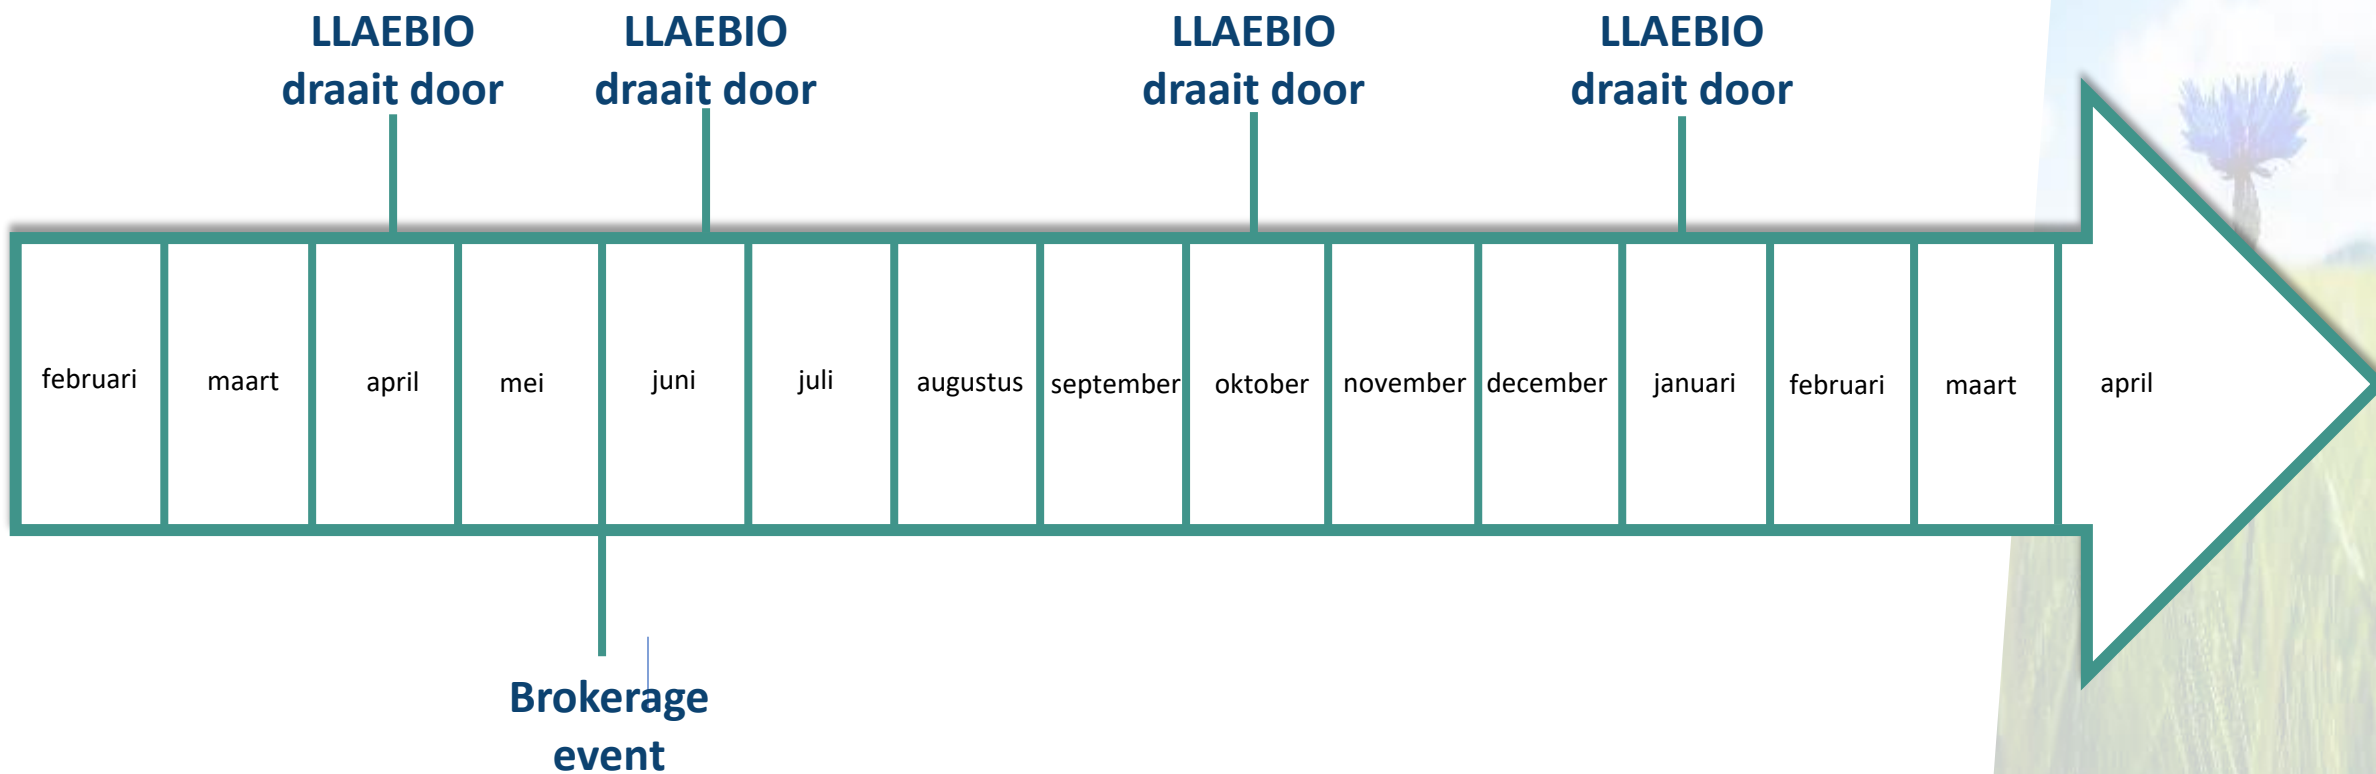 LLAEBIO
draait door
LLAEBIO
draait door
LLAEBIO
draait door
LLAEBIO
draait door
februari
maart
april
mei
juni
juli
augustus
september
oktober
november
december
januari
februari
maart
april
Brokerage
event